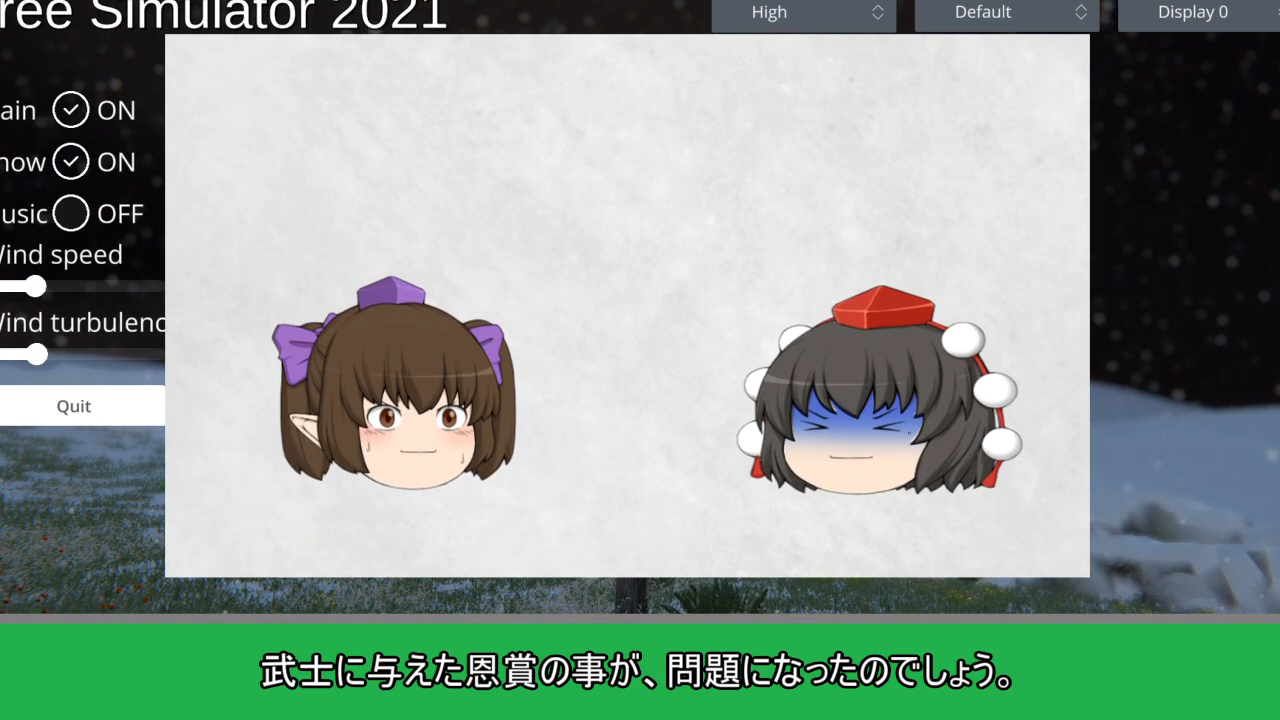 ree Simulator 2021
High
Default
Display 0
ain ON
now ON
usic OFF
Wind speed
Wind turbulenc
Quit
武士に与えた恩賞の事が、問題になったのでしょう。